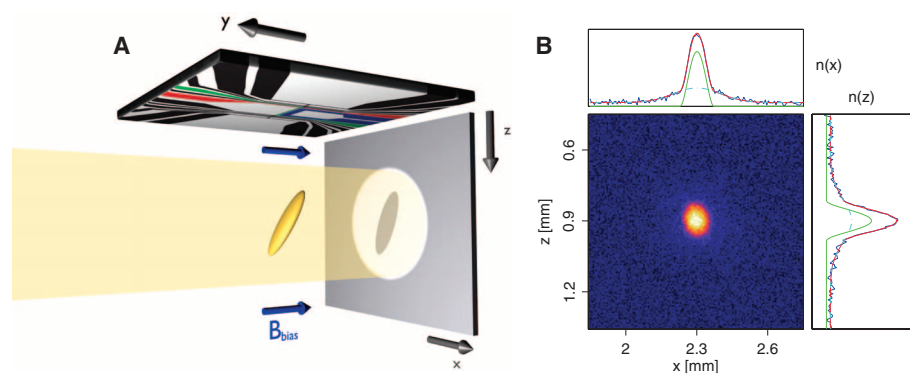 A
y
z
B_bias
x
B
n(x)
n(z)
0.6
0.9
1.2
z [mm]
2 2.3 2.6
x [mm]